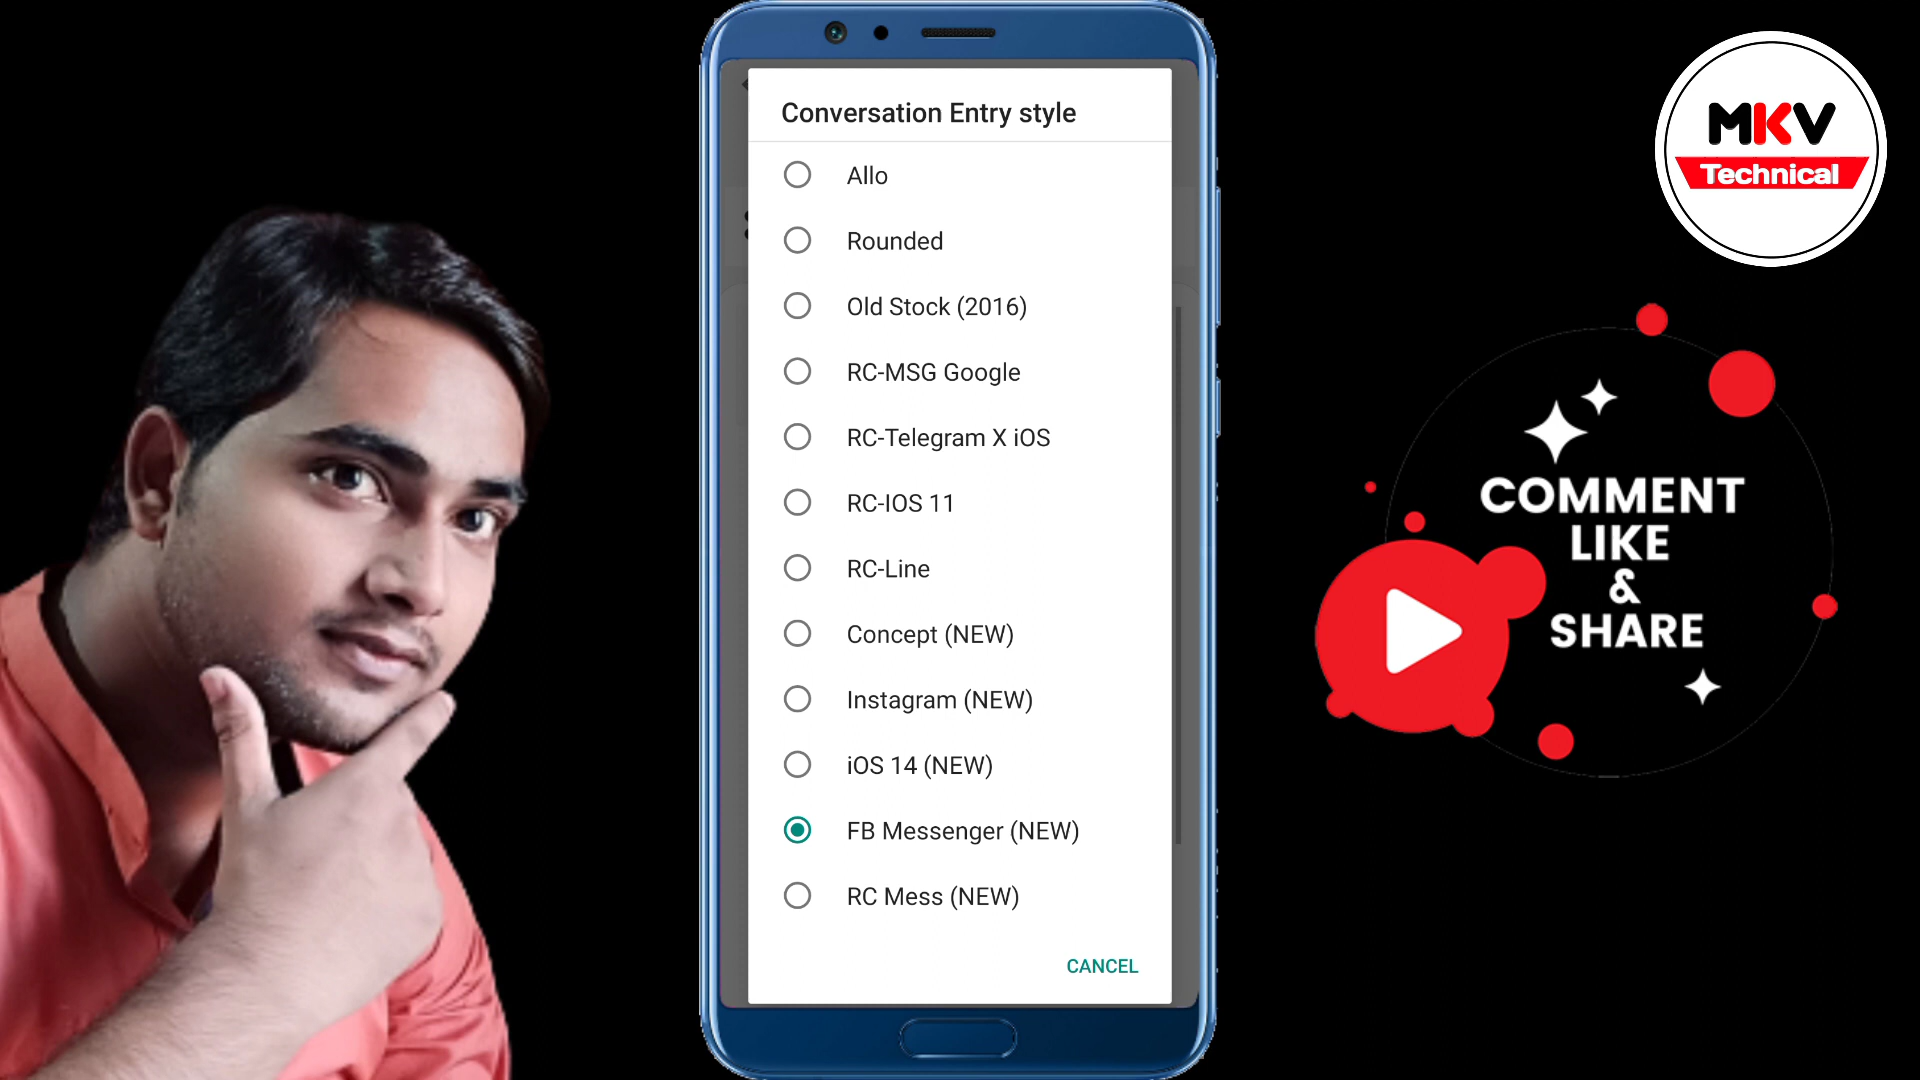 Conversation Entry style
Allo
Rounded
Old Stock (2016)
RC-MSG Google
RC-Telegram X iOS
RC-IOS 11
RC-Line
Concept (NEW)
Instagram (NEW)
iOS 14 (NEW)
FB Messenger (NEW)
RC Mess (NEW)
CANCEL
MKV
Technical
COMMENT
LIKE
&
SHARE